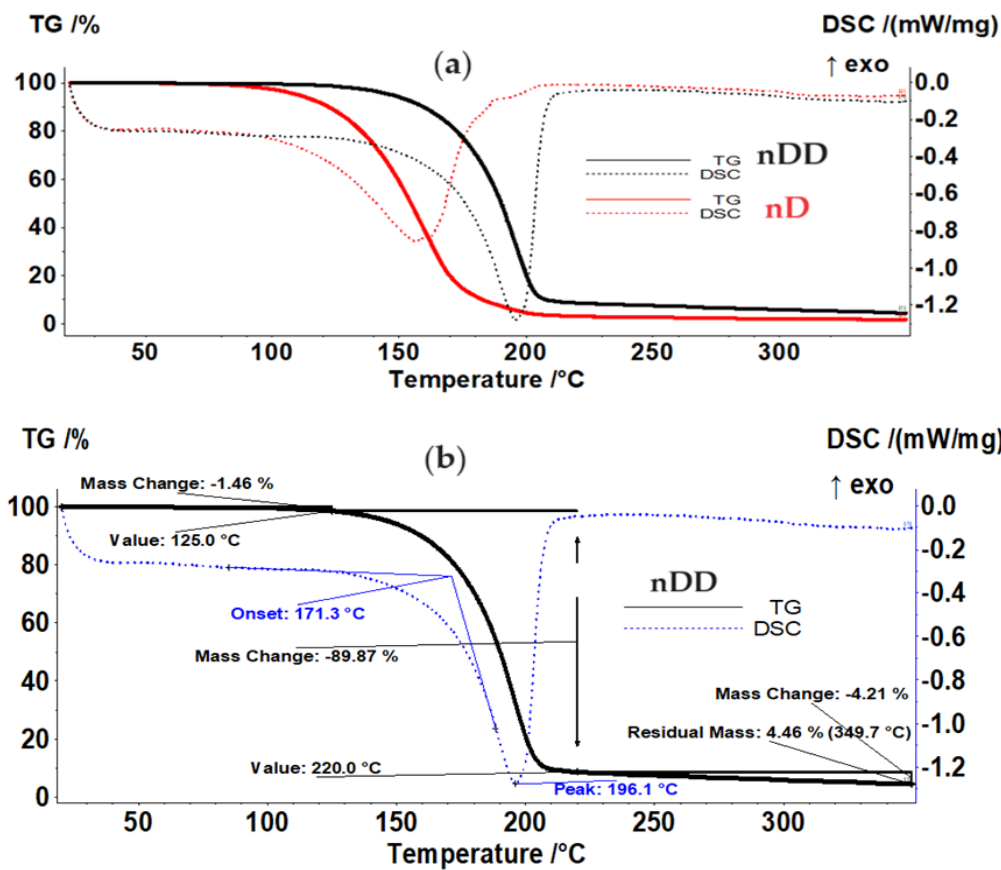 TG /%
DSC /(mW/mg)
(a)
↑ exo
100
80
60
40
20
0
0.0
-0.2
-0.4
-0.6
-0.8
-1.0
-1.2
TG
DSC
nDD
TG
DSC
nD
50
100
150
200
250
300
Temperature /°C
TG /%
DSC /(mW/mg)
(b)
↑ exo
Mass Change: -1.46 %
100
80
60
40
20
0
0.0
-0.2
-0.4
-0.6
-0.8
-1.0
-1.2
Value: 125.0 °C
nDD
TG
DSC
Onset: 171.3 °C
Mass Change: -89.87 %
Mass Change: -4.21 %
Residual Mass: 4.46 % (349.7 °C)
Value: 220.0 °C
Peak: 196.1 °C
50
100
150
200
250
300
Temperature /°C